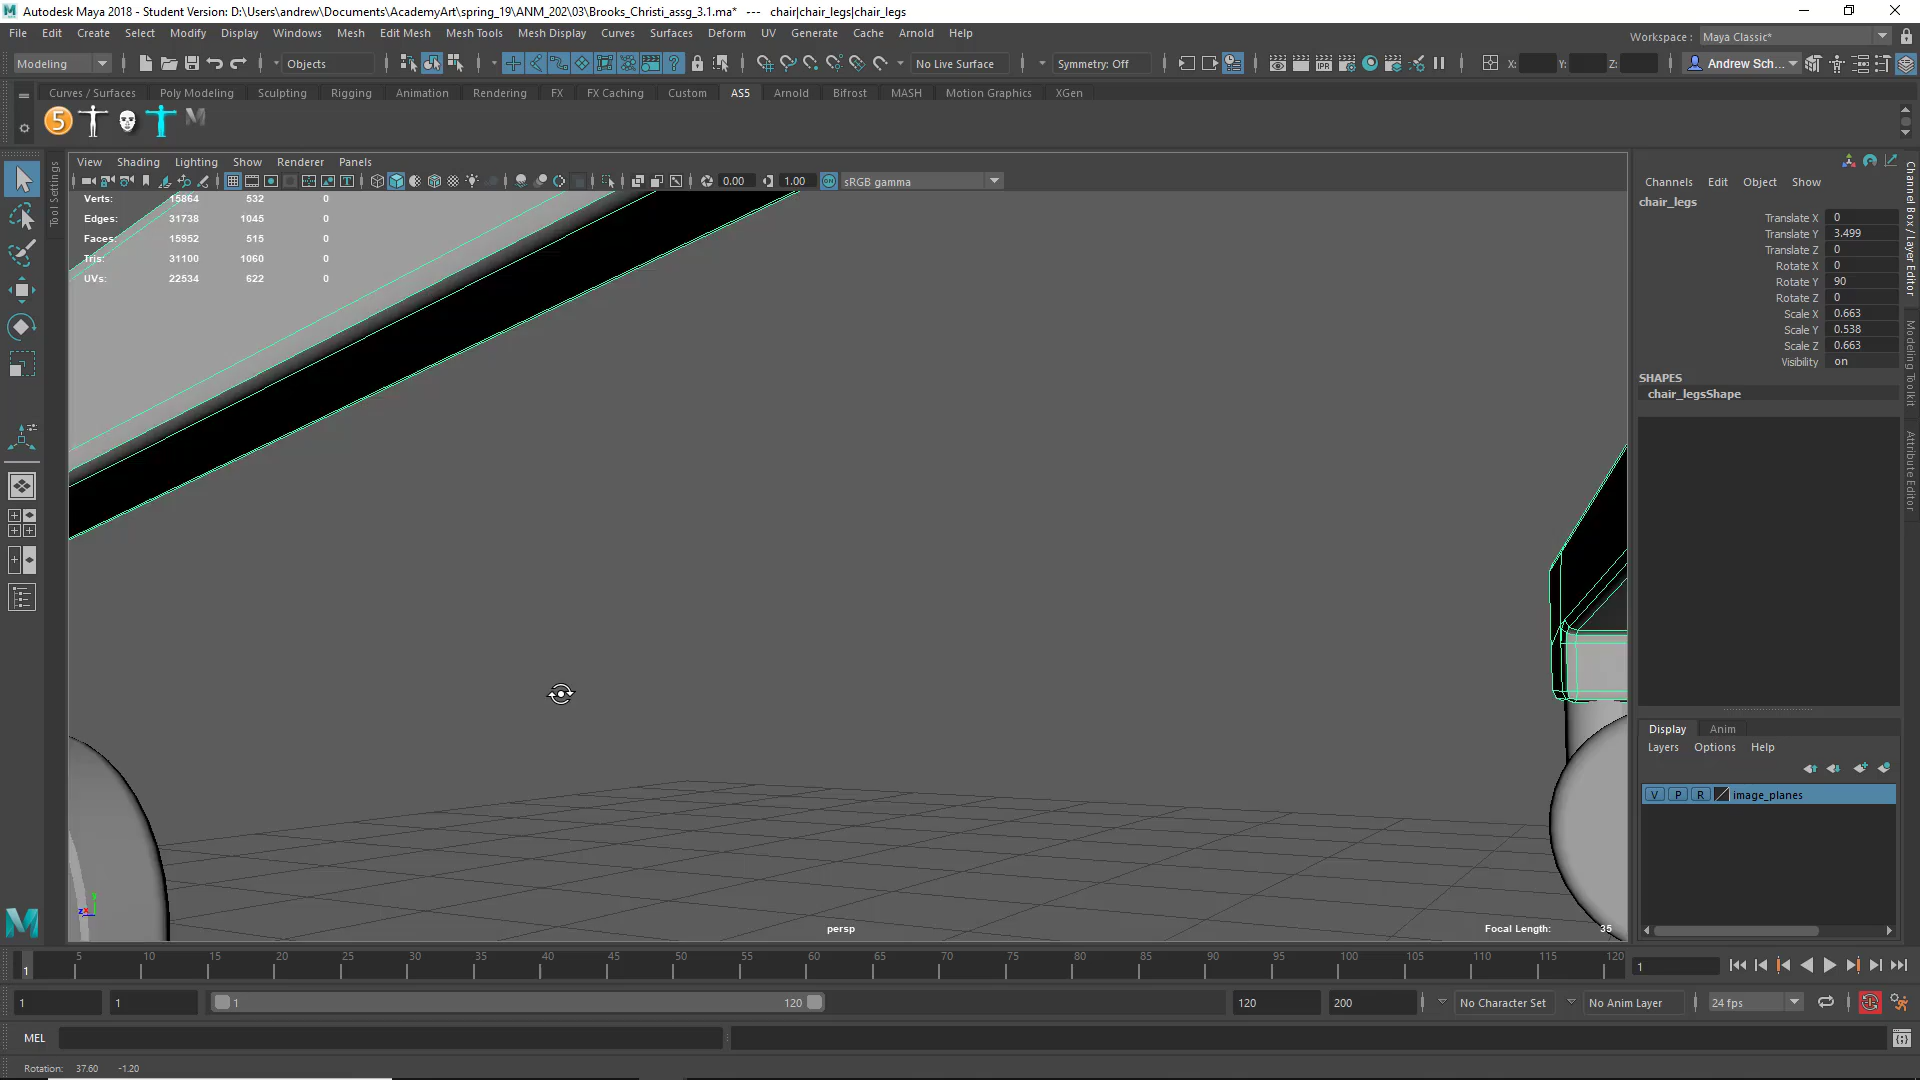 Autodesk Maya 2018 - Student Version: D:\Users\andrew\Documents\AcademyArt\spring_19\ANM_202\03\Brooks_Christi_assg_3.1.ma*   ---   chair|chair_legs|chair_legs
File Edit Create Select Modify Display Windows Mesh Edit Mesh Mesh Tools Mesh Display Curves Surfaces Deform UV Generate Cache Arnold Help
Workspace : Maya Classic*
Modeling Objects No Live Surface Symmetry: Off X: Y: Z: Andrew Sch...
Curves / Surfaces Poly Modeling Sculpting Rigging Animation Rendering FX FX Caching Custom AS5 Arnold Bifrost MASH Motion Graphics XGen
5
View Shading Lighting Show Renderer Panels
0.00 1.00 ON sRGB gamma
Tool Settings
Verts: 15864 532 0
Edges: 31738 1045 0
Faces: 15952 515 0
Tris: 31100 1060 0
UVs: 22534 622 0
persp
Focal Length: 35
Channels Edit Object Show
chair_legs
Translate X 0
Translate Y 3.499
Translate Z 0
Rotate X 0
Rotate Y 90
Rotate Z 0
Scale X 0.663
Scale Y 0.538
Scale Z 0.663
Visibility on
SHAPES
chair_legsShape
Channel Box / Layer Editor
Modeling Toolkit
Attribute Editor
Display Anim
Layers Options Help
V P R image_planes
1 5 10 15 20 25 30 35 40 45 50 55 60 65 70 75 80 85 90 95 100 105 110 115 120
1
1 1 1 120 120 200 No Character Set No Anim Layer 24 fps
MEL
Rotation: 37.60 -1.20